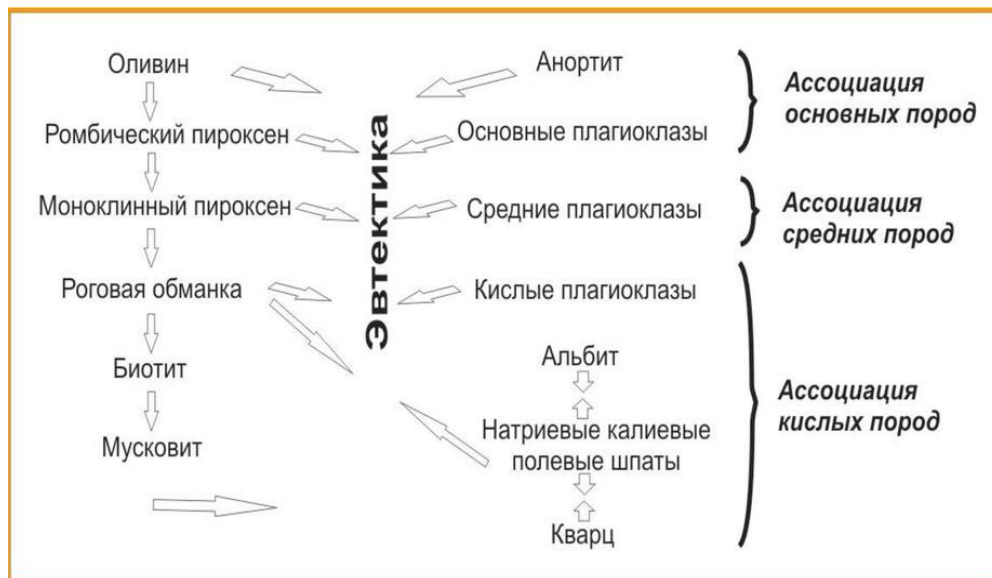 Оливин
Ромбический пироксен
Моноклинный пироксен
Роговая обманка
Биотит
Мусковит
Эвтектика
Анортит
Основные плагиоклазы
Средние плагиоклазы
Кислые плагиоклазы
Альбит
Натриевые калиевые
полевые шпаты
Кварц
Ассоциация
основных пород
Ассоциация
средних пород
Ассоциация
кислых пород